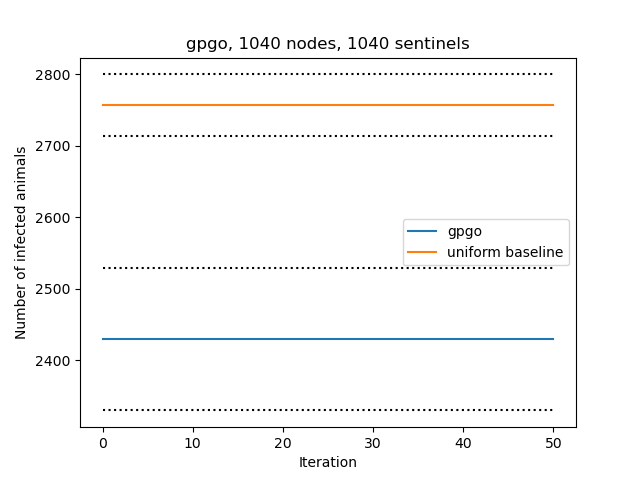 gpgo, 1040 nodes, 1040 sentinels
2800
2700
2600
2500
2400
Number of infected animals
gpgo
uniform baseline
0 10 20 30 40 50
Iteration